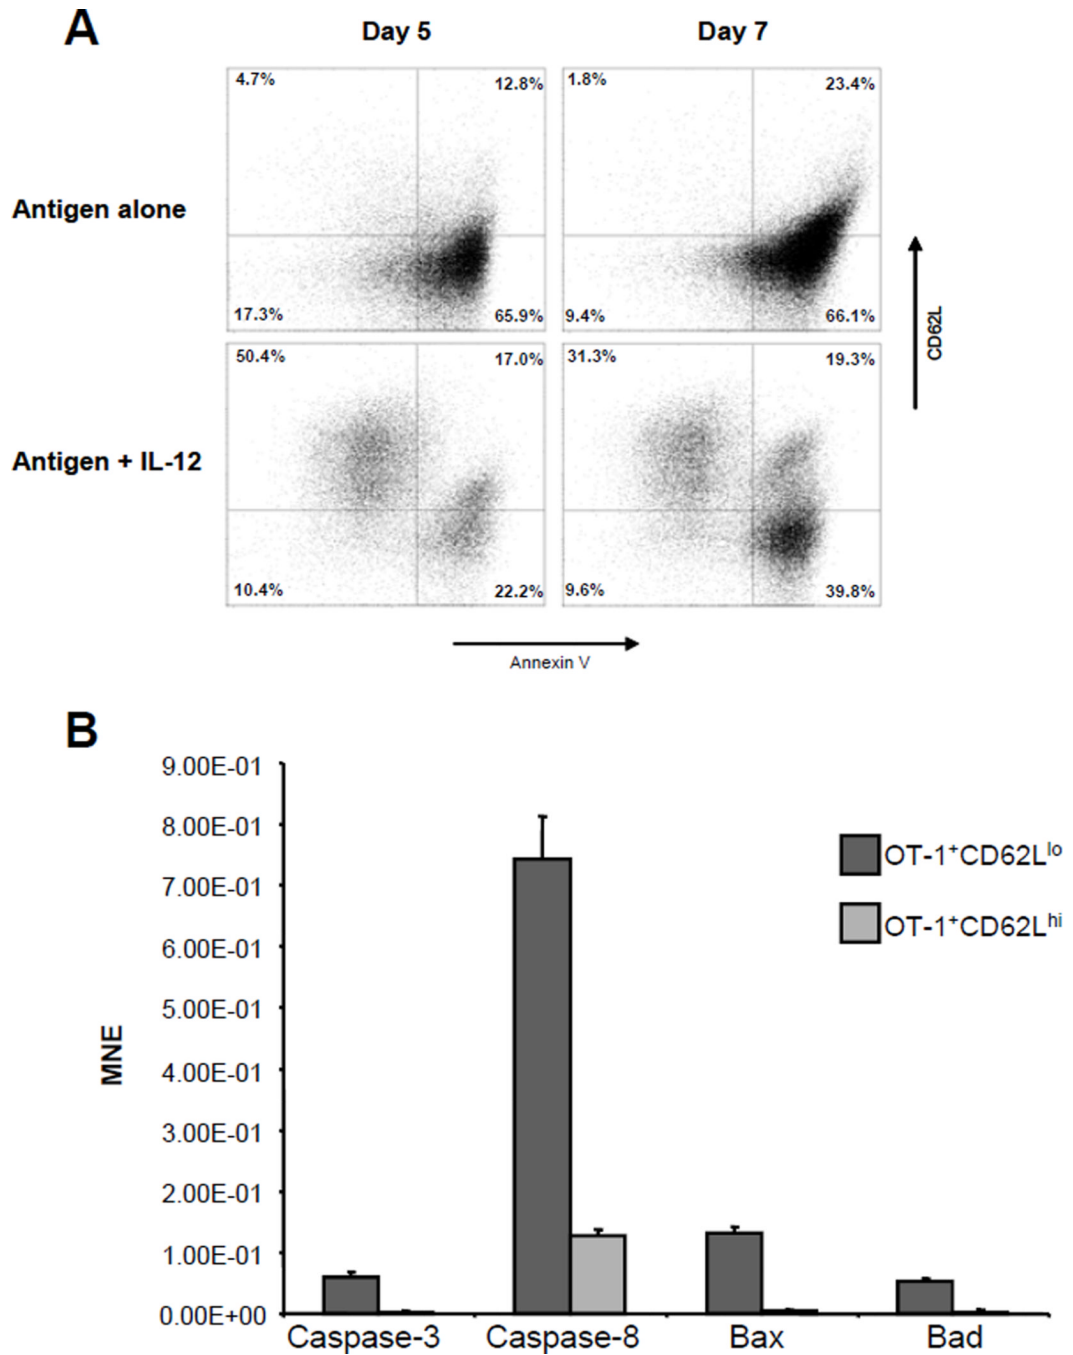 A
Day 5
Day 7
4.7%
12.8%
1.8%
23.4%
Antigen alone
17.3%
65.9%
9.4%
66.1%
CD62L
50.4%
17.0%
31.3%
19.3%
Antigen + IL-12
10.4%
22.2%
9.6%
39.8%
Annexin V
B
9.00E-01
8.00E-01
7.00E-01
6.00E-01
5.00E-01
4.00E-01
3.00E-01
2.00E-01
1.00E-01
0.00E+00
MNE
OT-1⁺CD62Lˡᵒ
OT-1⁺CD62Lʰⁱ
Caspase-3
Caspase-8
Bax
Bad